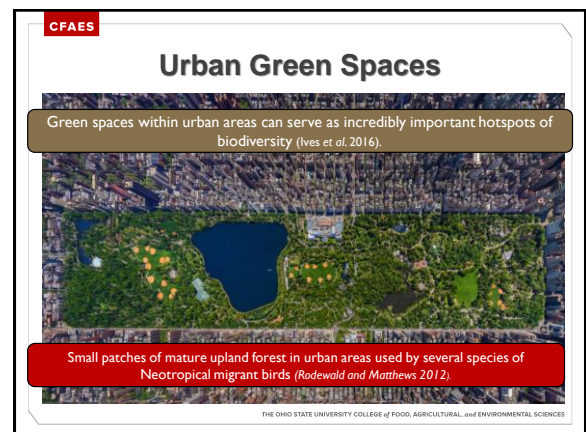 CFAES
Urban Green Spaces
Green spaces within urban areas can serve as incredibly important hotspots of
biodiversity (Ives et al. 2016).
Small patches of mature upland forest in urban areas used by several species of
Neotropical migrant birds (Rodewald and Matthews 2012).
THE OHIO STATE UNIVERSITY COLLEGE of FOOD, AGRICULTURAL, and ENVIRONMENTAL SCIENCES